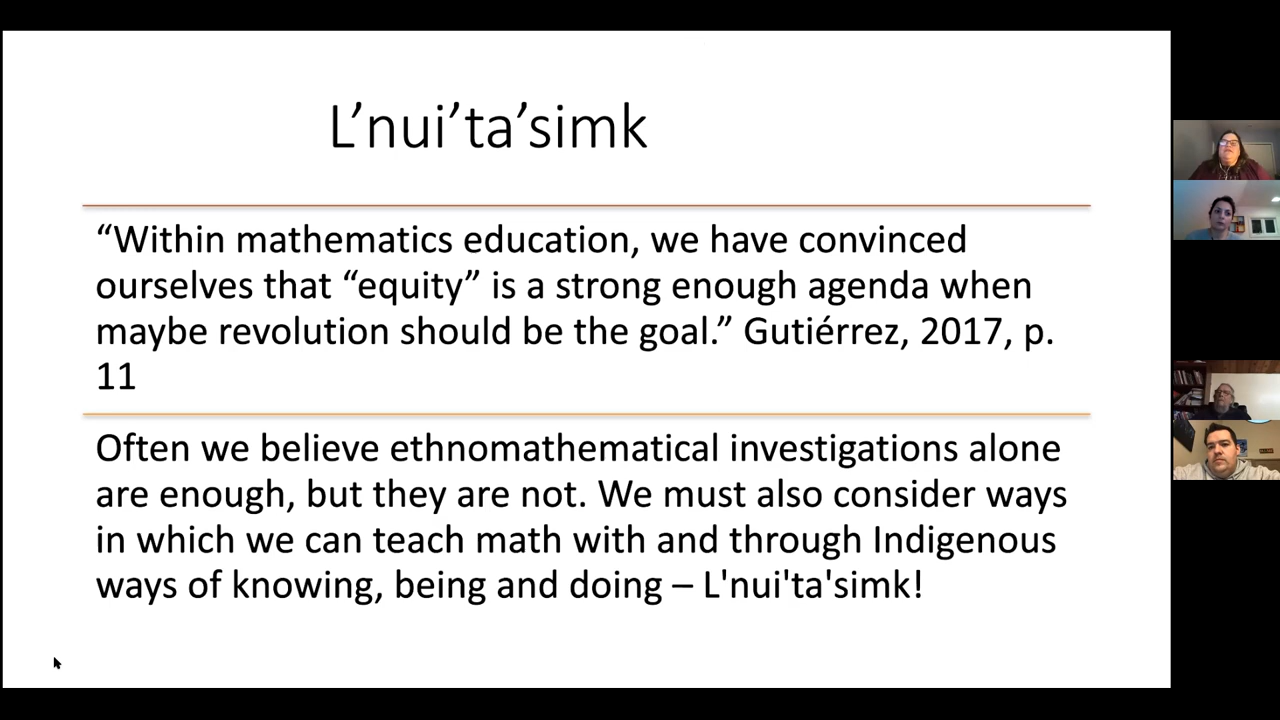 L’nui’ta’simk
“Within mathematics education, we have convinced
ourselves that “equity” is a strong enough agenda when
maybe revolution should be the goal.” Gutiérrez, 2017, p.
11
Often we believe ethnomathematical investigations alone
are enough, but they are not. We must also consider ways
in which we can teach math with and through Indigenous
ways of knowing, being and doing – L'nui'ta'simk!